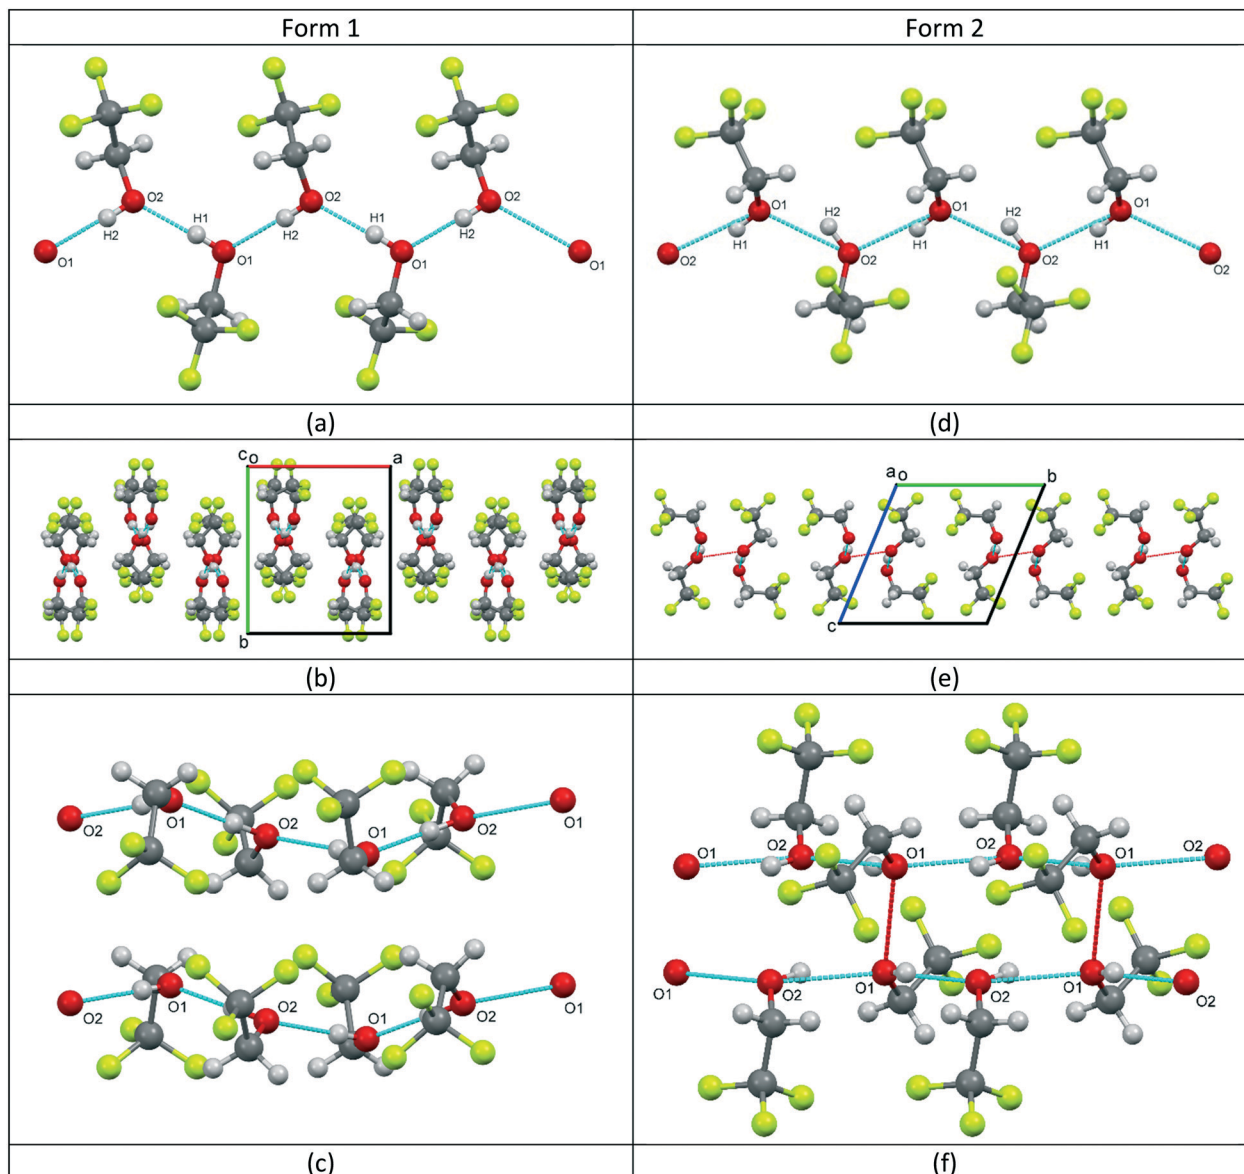 Form 1
Form 2
O2 O2 O2
H1 H1
H2 H2 H2
O1 O1 O1 O1
(a)
H2 H2
O1 O1 O1
H1 H1 H1
O2 O2 O2 O2
(d)
c o a
b
(b)
a o b
c
(e)
O2 O1 O2 O1 O2 O1
O2 O1 O2 O1 O2 O1
(c)
O1 O2 O1 O2 O1 O2
O1 O2 O1 O2 O1 O2
(f)